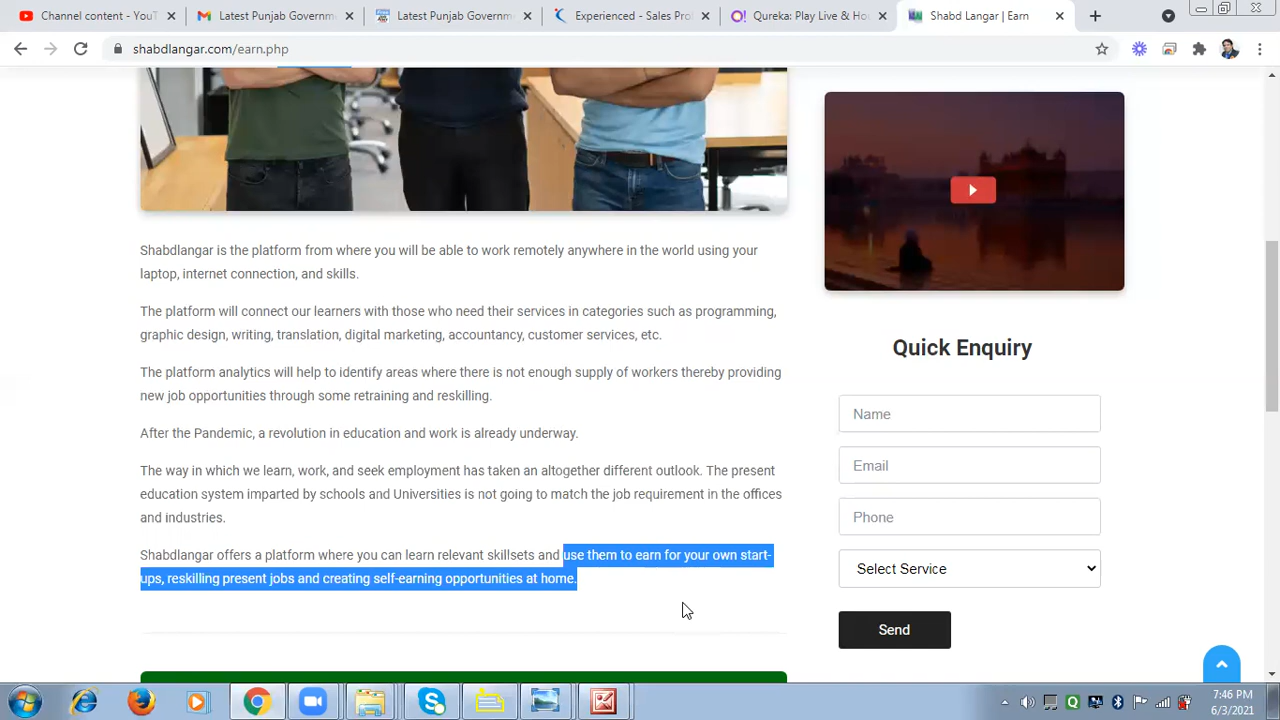 Channel content - YouT
Latest Punjab Governm
Latest Punjab Governm
Experienced - Sales Pro
Qureka: Play Live & Ho
Shabd Langar | Earn
shabdlangar.com/earn.php
Shabdlangar is the platform from where you will be able to work remotely anywhere in the world using your
laptop, internet connection, and skills.
The platform will connect our learners with those who need their services in categories such as programming,
graphic design, writing, translation, digital marketing, accountancy, customer services, etc.
The platform analytics will help to identify areas where there is not enough supply of workers thereby providing
new job opportunities through some retraining and reskilling.
After the Pandemic, a revolution in education and work is already underway.
The way in which we learn, work, and seek employment has taken an altogether different outlook. The present
education system imparted by schools and Universities is not going to match the job requirement in the offices
and industries.
Shabdlangar offers a platform where you can learn relevant skillsets and use them to earn for your own start-
ups, reskilling present jobs and creating self-earning opportunities at home.
Quick Enquiry
Name
Email
Phone
Select Service
Send
7:46 PM
6/3/2021